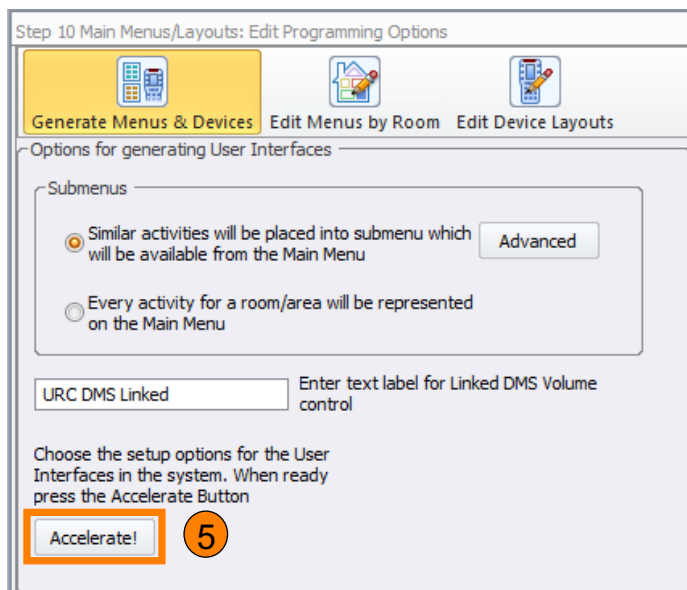 Step 10 Main Menus/Layouts: Edit Programming Options
Generate Menus & Devices Edit Menus by Room Edit Device Layouts
Options for generating User Interfaces
Submenus
Similar activities will be placed into submenu which
will be available from the Main Menu
Advanced
Every activity for a room/area will be represented
on the Main Menu
URC DMS Linked
Enter text label for Linked DMS Volume
control
Choose the setup options for the User
Interfaces in the system. When ready
press the Accelerate Button
Accelerate!
5